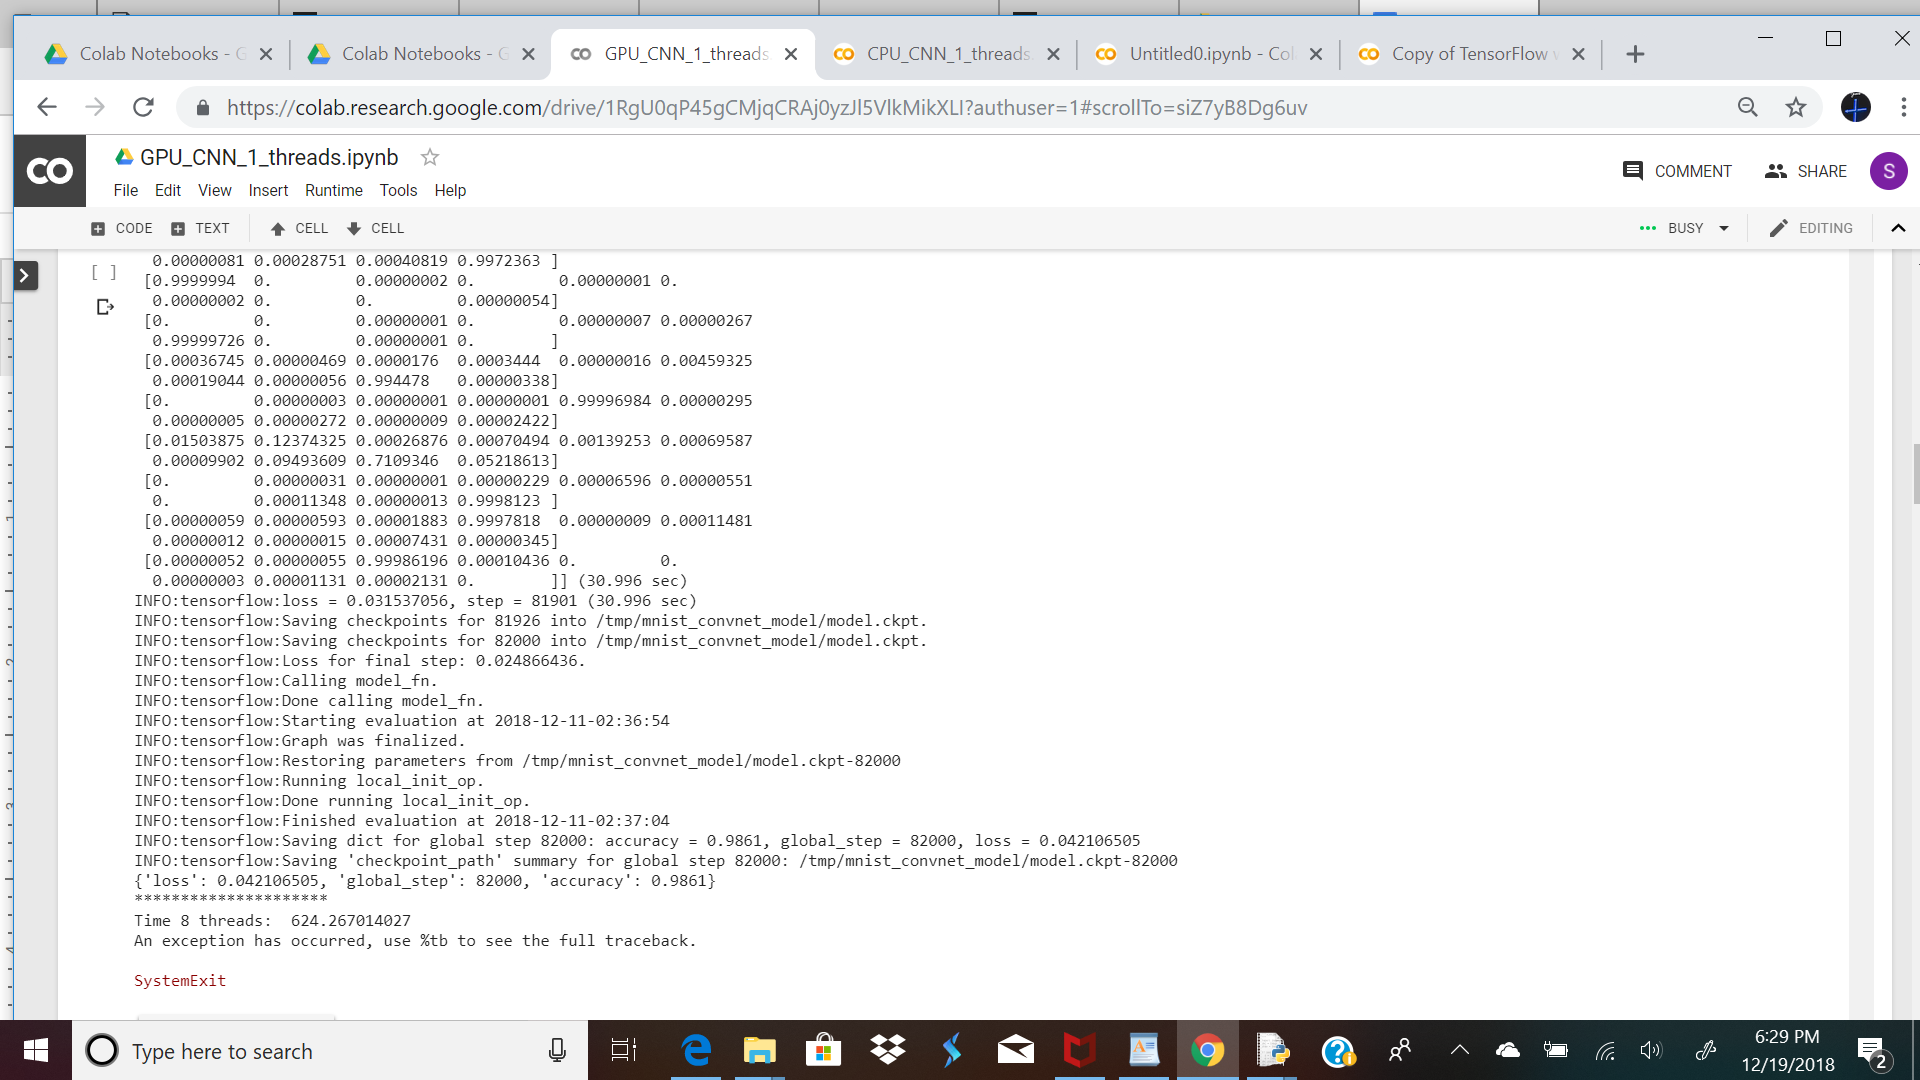 Colab Notebooks - G
Colab Notebooks - G
GPU_CNN_1_threads.
CPU_CNN_1_threads.
Untitled0.ipynb - Col
Copy of TensorFlow w
https://colab.research.google.com/drive/1RgU0qP45gCMjqCRAj0yzJl5VlkMikXLI?authuser=1#scrollTo=siZ7yB8Dg6uv
CO
GPU_CNN_1_threads.ipynb
COMMENT
SHARE
S
File Edit View Insert Runtime Tools Help
CODE TEXT CELL CELL
BUSY
EDITING
[ ]
0.00000081 0.00028751 0.00040819 0.9972363 ]
[0.9999994 0. 0.00000002 0. 0.00000001 0.
0.00000002 0. 0. 0.00000054]
[0. 0. 0.00000001 0. 0.00000007 0.00000267
0.99999726 0. 0.00000001 0. ]
[0.00036745 0.00000469 0.0000176 0.0003444 0.00000016 0.00459325
0.00019044 0.00000056 0.994478 0.00000338]
[0. 0.00000003 0.00000001 0.00000001 0.99996984 0.00000295
0.00000005 0.00000272 0.00000009 0.00002422]
[0.01503875 0.12374325 0.00026876 0.00070494 0.00139253 0.00069587
0.00009902 0.09493609 0.7109346 0.05218613]
[0. 0.00000031 0.00000001 0.00000229 0.00006596 0.00000551
0. 0.00011348 0.00000013 0.9998123 ]
[0.00000059 0.00000593 0.00001883 0.9997818 0.00000009 0.00011481
0.00000012 0.00000015 0.00007431 0.00000345]
[0.00000052 0.00000055 0.99986196 0.00010436 0. 0.
0.00000003 0.00001131 0.00002131 0. ]] (30.996 sec)
INFO:tensorflow:loss = 0.031537056, step = 81901 (30.996 sec)
INFO:tensorflow:Saving checkpoints for 81926 into /tmp/mnist_convnet_model/model.ckpt.
INFO:tensorflow:Saving checkpoints for 82000 into /tmp/mnist_convnet_model/model.ckpt.
INFO:tensorflow:Loss for final step: 0.024866436.
INFO:tensorflow:Calling model_fn.
INFO:tensorflow:Done calling model_fn.
INFO:tensorflow:Starting evaluation at 2018-12-11-02:36:54
INFO:tensorflow:Graph was finalized.
INFO:tensorflow:Restoring parameters from /tmp/mnist_convnet_model/model.ckpt-82000
INFO:tensorflow:Running local_init_op.
INFO:tensorflow:Done running local_init_op.
INFO:tensorflow:Finished evaluation at 2018-12-11-02:37:04
INFO:tensorflow:Saving dict for global step 82000: accuracy = 0.9861, global_step = 82000, loss = 0.042106505
INFO:tensorflow:Saving 'checkpoint_path' summary for global step 82000: /tmp/mnist_convnet_model/model.ckpt-82000
{'loss': 0.042106505, 'global_step': 82000, 'accuracy': 0.9861}
*********************
Time 8 threads: 624.267014027
An exception has occurred, use %tb to see the full traceback.
SystemExit
Type here to search
6:29 PM
12/19/2018
2